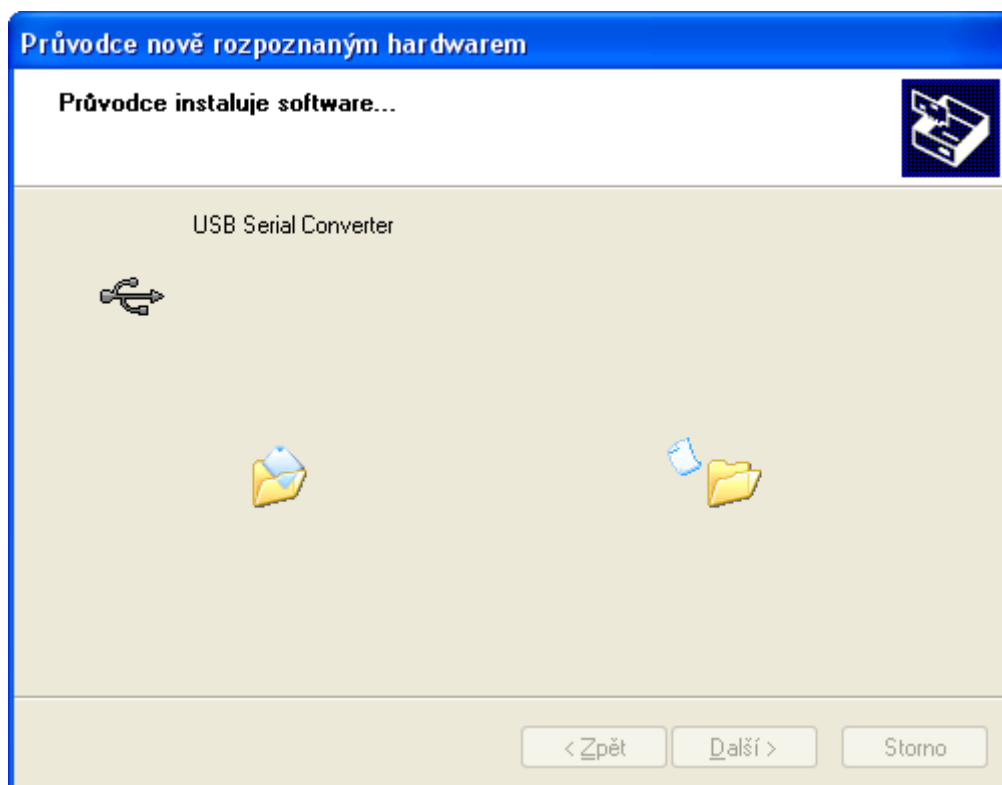 Průvodce nově rozpoznaným hardwarem
Průvodce instaluje software...
USB Serial Converter
< Zpět
Další >
Storno